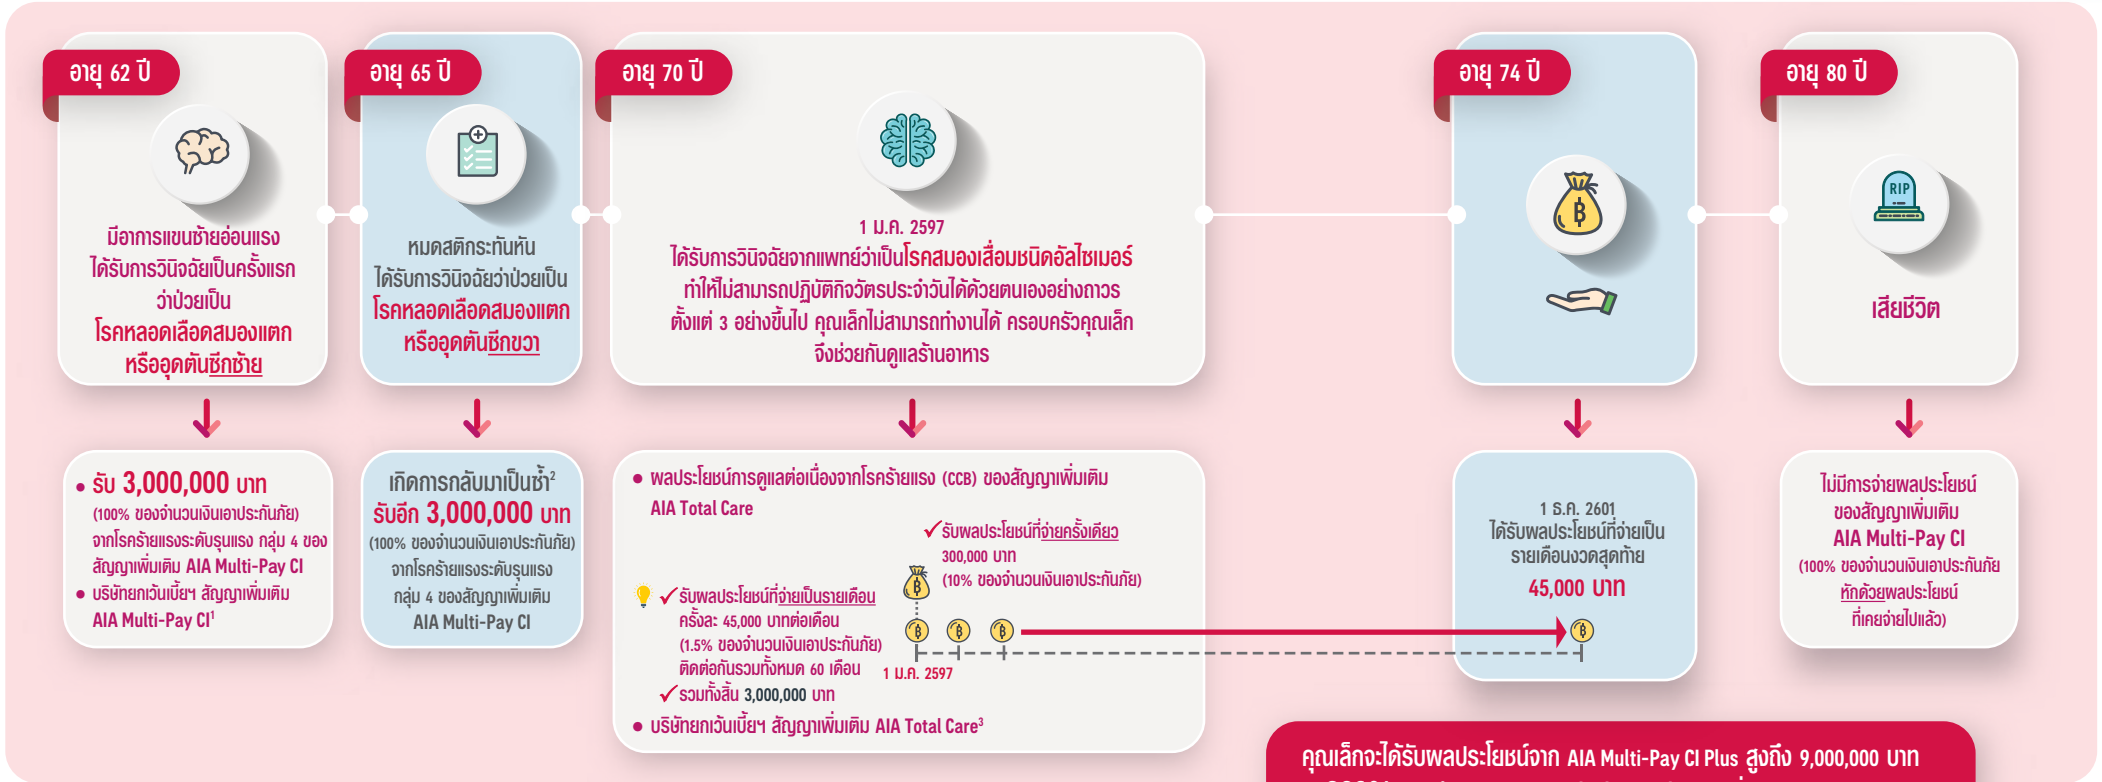 อายุ 62 ปี
มีอาการแขนซ้ายอ่อนแรง
ได้รับการวินิจฉัยเป็นครั้งแรก
ว่าป่วยเป็น
โรคหลอดเลือดสมองแตก
หรืออุดตันซีกซ้าย
รับ 3,000,000 บาท
(100% ของจำนวนเงินเอาประกันภัย)
จากโรคร้ายแรงระดับรุนแรง กลุ่ม 4 ของ
สัญญาเพิ่มเติม AIA Multi-Pay CI
บริษัทยกเว้นเบี้ยฯ สัญญาเพิ่มเติม
AIA Multi-Pay CI¹
อายุ 65 ปี
หมดสติกระทันหัน
ได้รับการวินิจฉัยว่าป่วยเป็น
โรคหลอดเลือดสมองแตก
หรืออุดตันซีกขวา
เกิดการกลับมาเป็นซ้ำ²
รับอีก 3,000,000 บาท
(100% ของจำนวนเงินเอาประกันภัย)
จากโรคร้ายแรงระดับรุนแรง
กลุ่ม 4 ของสัญญาเพิ่มเติม
AIA Multi-Pay CI
อายุ 70 ปี
1 ม.ค. 2597
ได้รับการวินิจฉัยจากแพทย์ว่าเป็นโรคสมองเสื่อมชนิดอัลไซเมอร์
ทำให้ไม่สามารถปฏิบัติกิจวัตรประจำวันได้ด้วยตนเองอย่างถาวร
ตั้งแต่ 3 อย่างขึ้นไป คุณเล็กไม่สามารถทำงานได้ ครอบครัวคุณเล็ก
จึงช่วยกันดูแลร้านอาหาร
ผลประโยชน์การดูแลต่อเนื่องจากโรคร้ายแรง (CCB) ของสัญญาเพิ่มเติม
AIA Total Care
รับผลประโยชน์ที่จ่ายครั้งเดียว
300,000 บาท
(10% ของจำนวนเงินเอาประกันภัย)
รับผลประโยชน์ที่จ่ายเป็นรายเดือน
ครั้งละ 45,000 บาทต่อเดือน
(1.5% ของจำนวนเงินเอาประกันภัย)
ติดต่อกันรวมทั้งหมด 60 เดือน
1 ม.ค. 2597
รวมทั้งสิ้น 3,000,000 บาท
บริษัทยกเว้นเบี้ยฯ สัญญาเพิ่มเติม AIA Total Care³
อายุ 74 ปี
1 ธ.ค. 2601
ได้รับผลประโยชน์ที่จ่ายเป็น
รายเดือนงวดสุดท้าย
45,000 บาท
อายุ 80 ปี
RIP
เสียชีวิต
ไม่มีการจ่ายผลประโยชน์
ของสัญญาเพิ่มเติม
AIA Multi-Pay CI
(100% ของจำนวนเงินเอาประกันภัย
หักด้วยผลประโยชน์
ที่เคยจ่ายไปแล้ว)
คุณเล็กจะได้รับผลประโยชน์จาก AIA Multi-Pay CI Plus สูงถึง 9,000,000 บาท